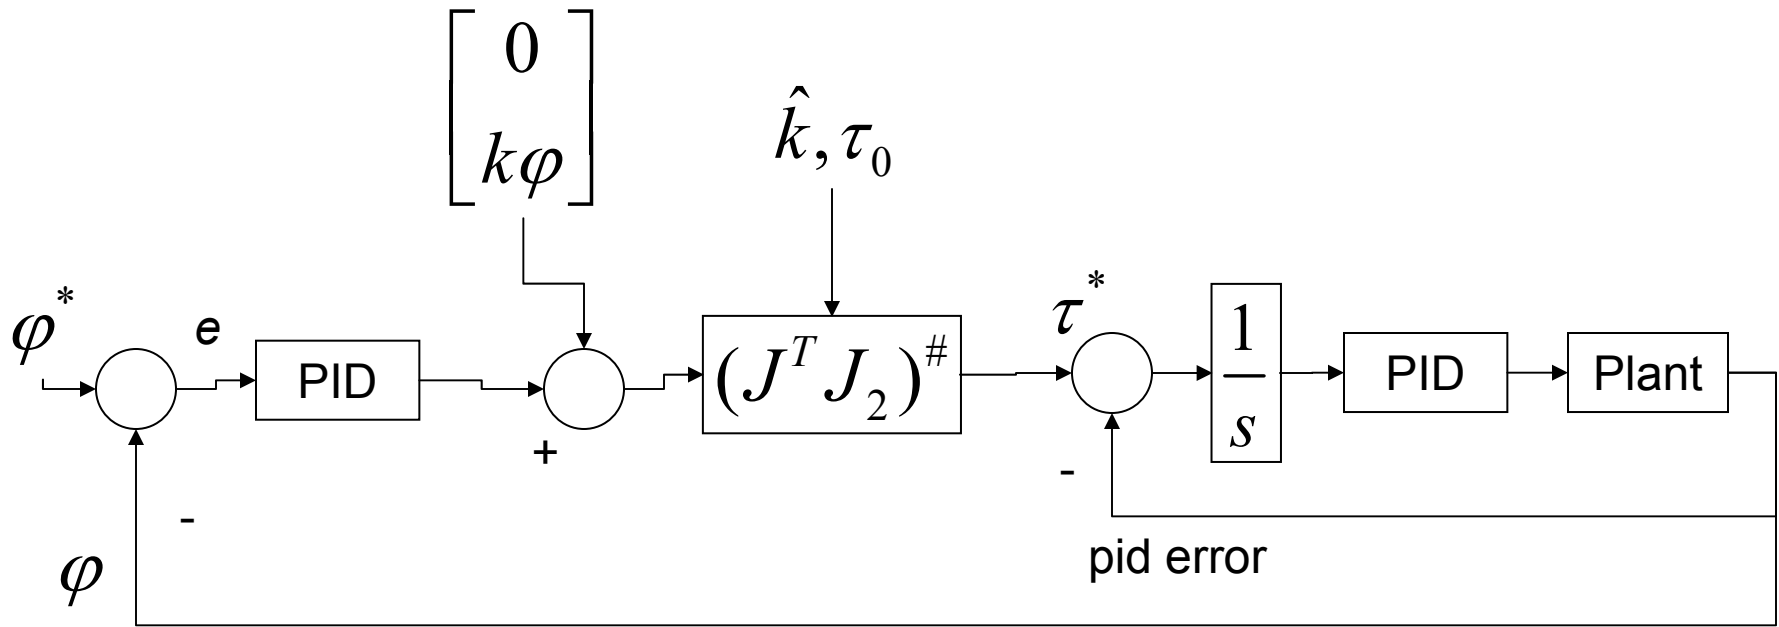 0
kφ
k̂, τ₀
φ*
e
PID
+
(JᵀJ₂)^#
τ*
1
s
PID
Plant
-
-
φ
pid error